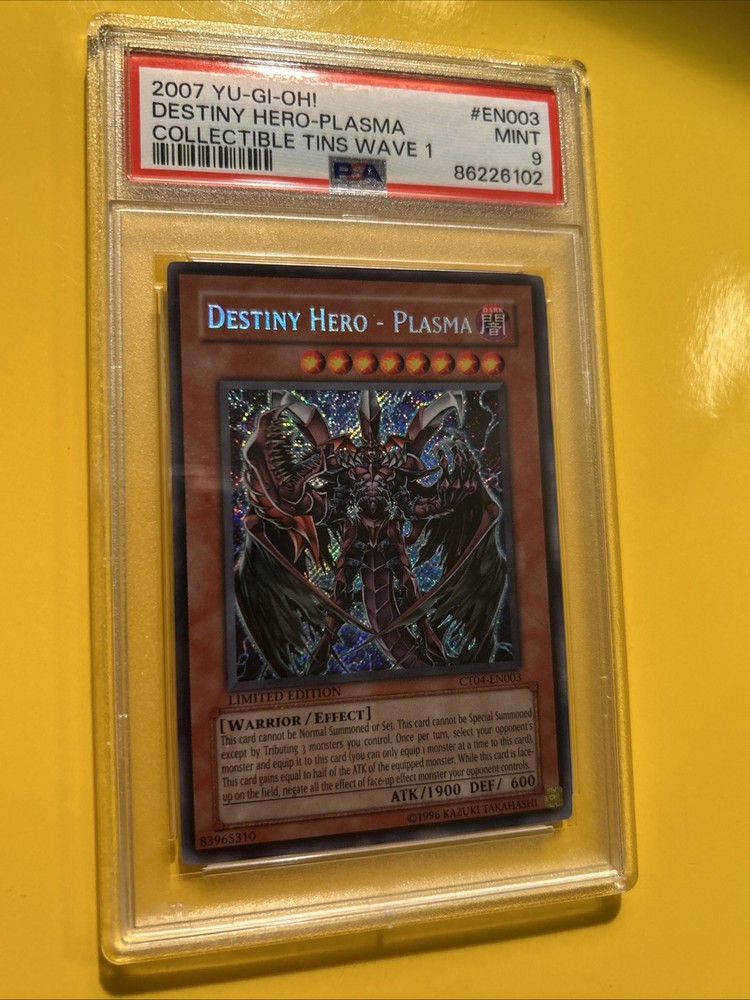 2007 YU-GI-OH!
DESTINY HERO-PLASMA
COLLECTIBLE TINS WAVE 1
#EN003
MINT
9
86226102
PSA
DESTINY HERO - PLASMA
DARK
闇
CT04-EN003
LIMITED EDITION
[WARRIOR / EFFECT]
This card cannot be Normal Summoned or Set. This card cannot be Special Summoned
except by Tributing 3 monsters you control. Once per turn, select your opponent's
monster and equip it to this card (you can only equip 1 monster at a time to this card).
This card gains equal to half of the ATK of the equipped monster. While this card is face-
up on the field, negate all the effect of face-up effect monster your opponent controls.
ATK/1900 DEF/ 600
©1996 KAZUKI TAKAHASHI
83965310